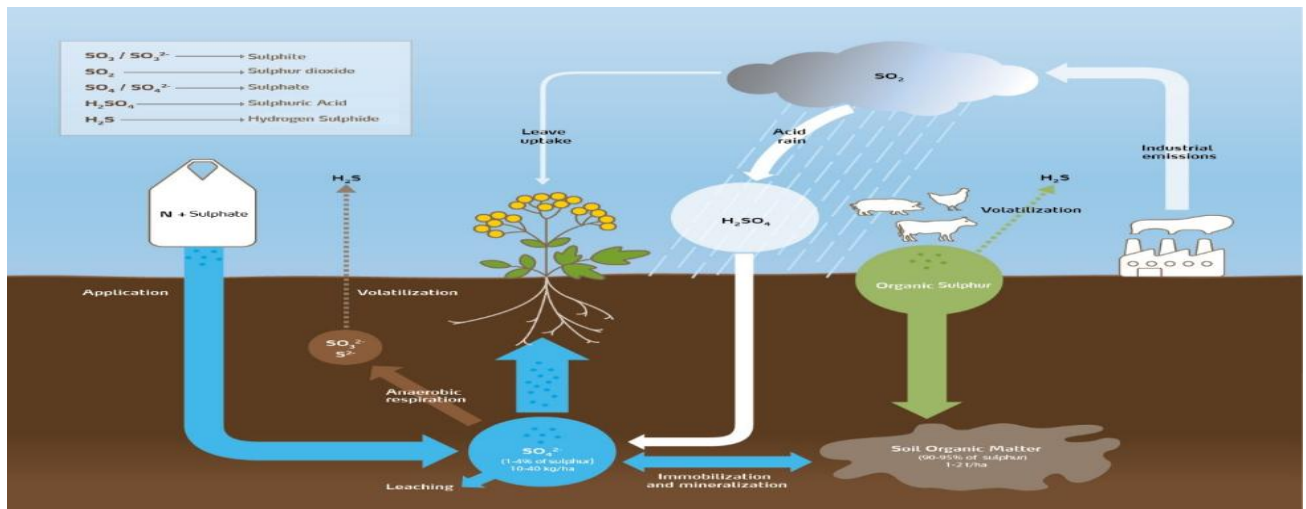 SO₃ / SO₃²⁻ Sulphite
SO₂ Sulphur dioxide
SO₄ / SO₄²⁻ Sulphate
H₂SO₄ Sulphuric Acid
H₂S Hydrogen Sulphide
SO₂
Leave
uptake
Acid
rain
Industrial
emissions
H₂S
H₂S
N + Sulphate
H₂SO₄
Volatilization
Application
Volatilization
Organic Sulphur
SO₃²⁻
S²⁻
Anaerobic
respiration
SO₄²⁻
(1-4% of sulphur)
10-40 kg/ha
Leaching
Immobilization
and mineralization
Soil Organic Matter
(90-95% of sulphur)
1-2 t/ha